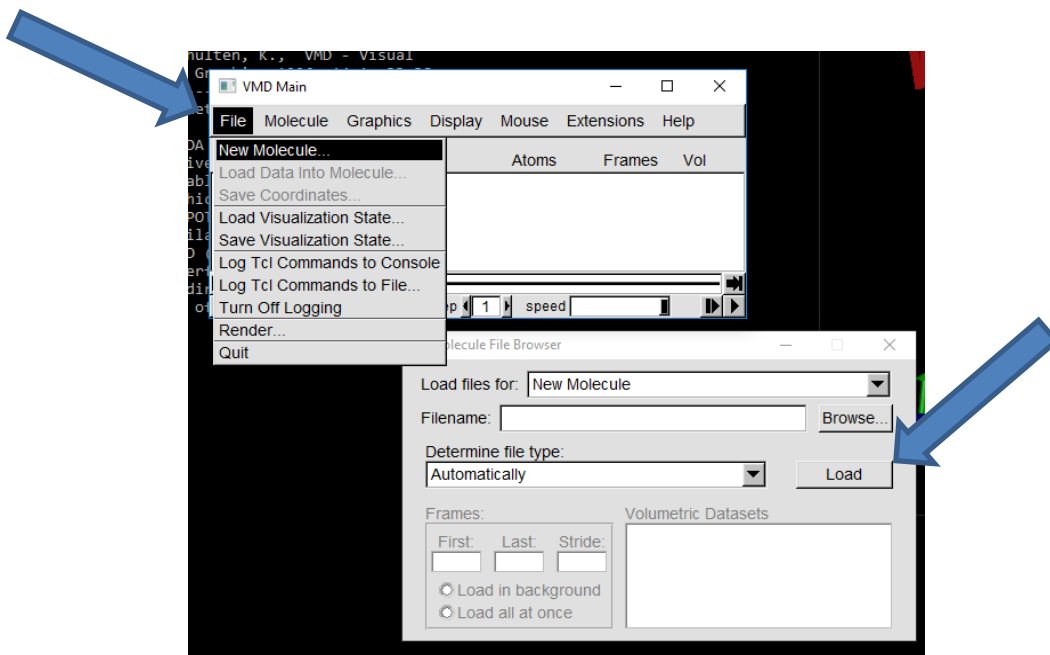 nulten, K., VMD - Visual
VMD Main
File Molecule Graphics Display Mouse Extensions Help
Atoms Frames Vol
New Molecule...
Load Data Into Molecule...
Save Coordinates...
Load Visualization State...
Save Visualization State...
Log Tcl Commands to Console
Log Tcl Commands to File...
Turn Off Logging
Render...
Quit
1 speed
File Browser
Load files for: New Molecule
Filename: Browse...
Determine file type:
Automatically Load
Frames: Volumetric Datasets
First: Last: Stride:
Load in background
Load all at once